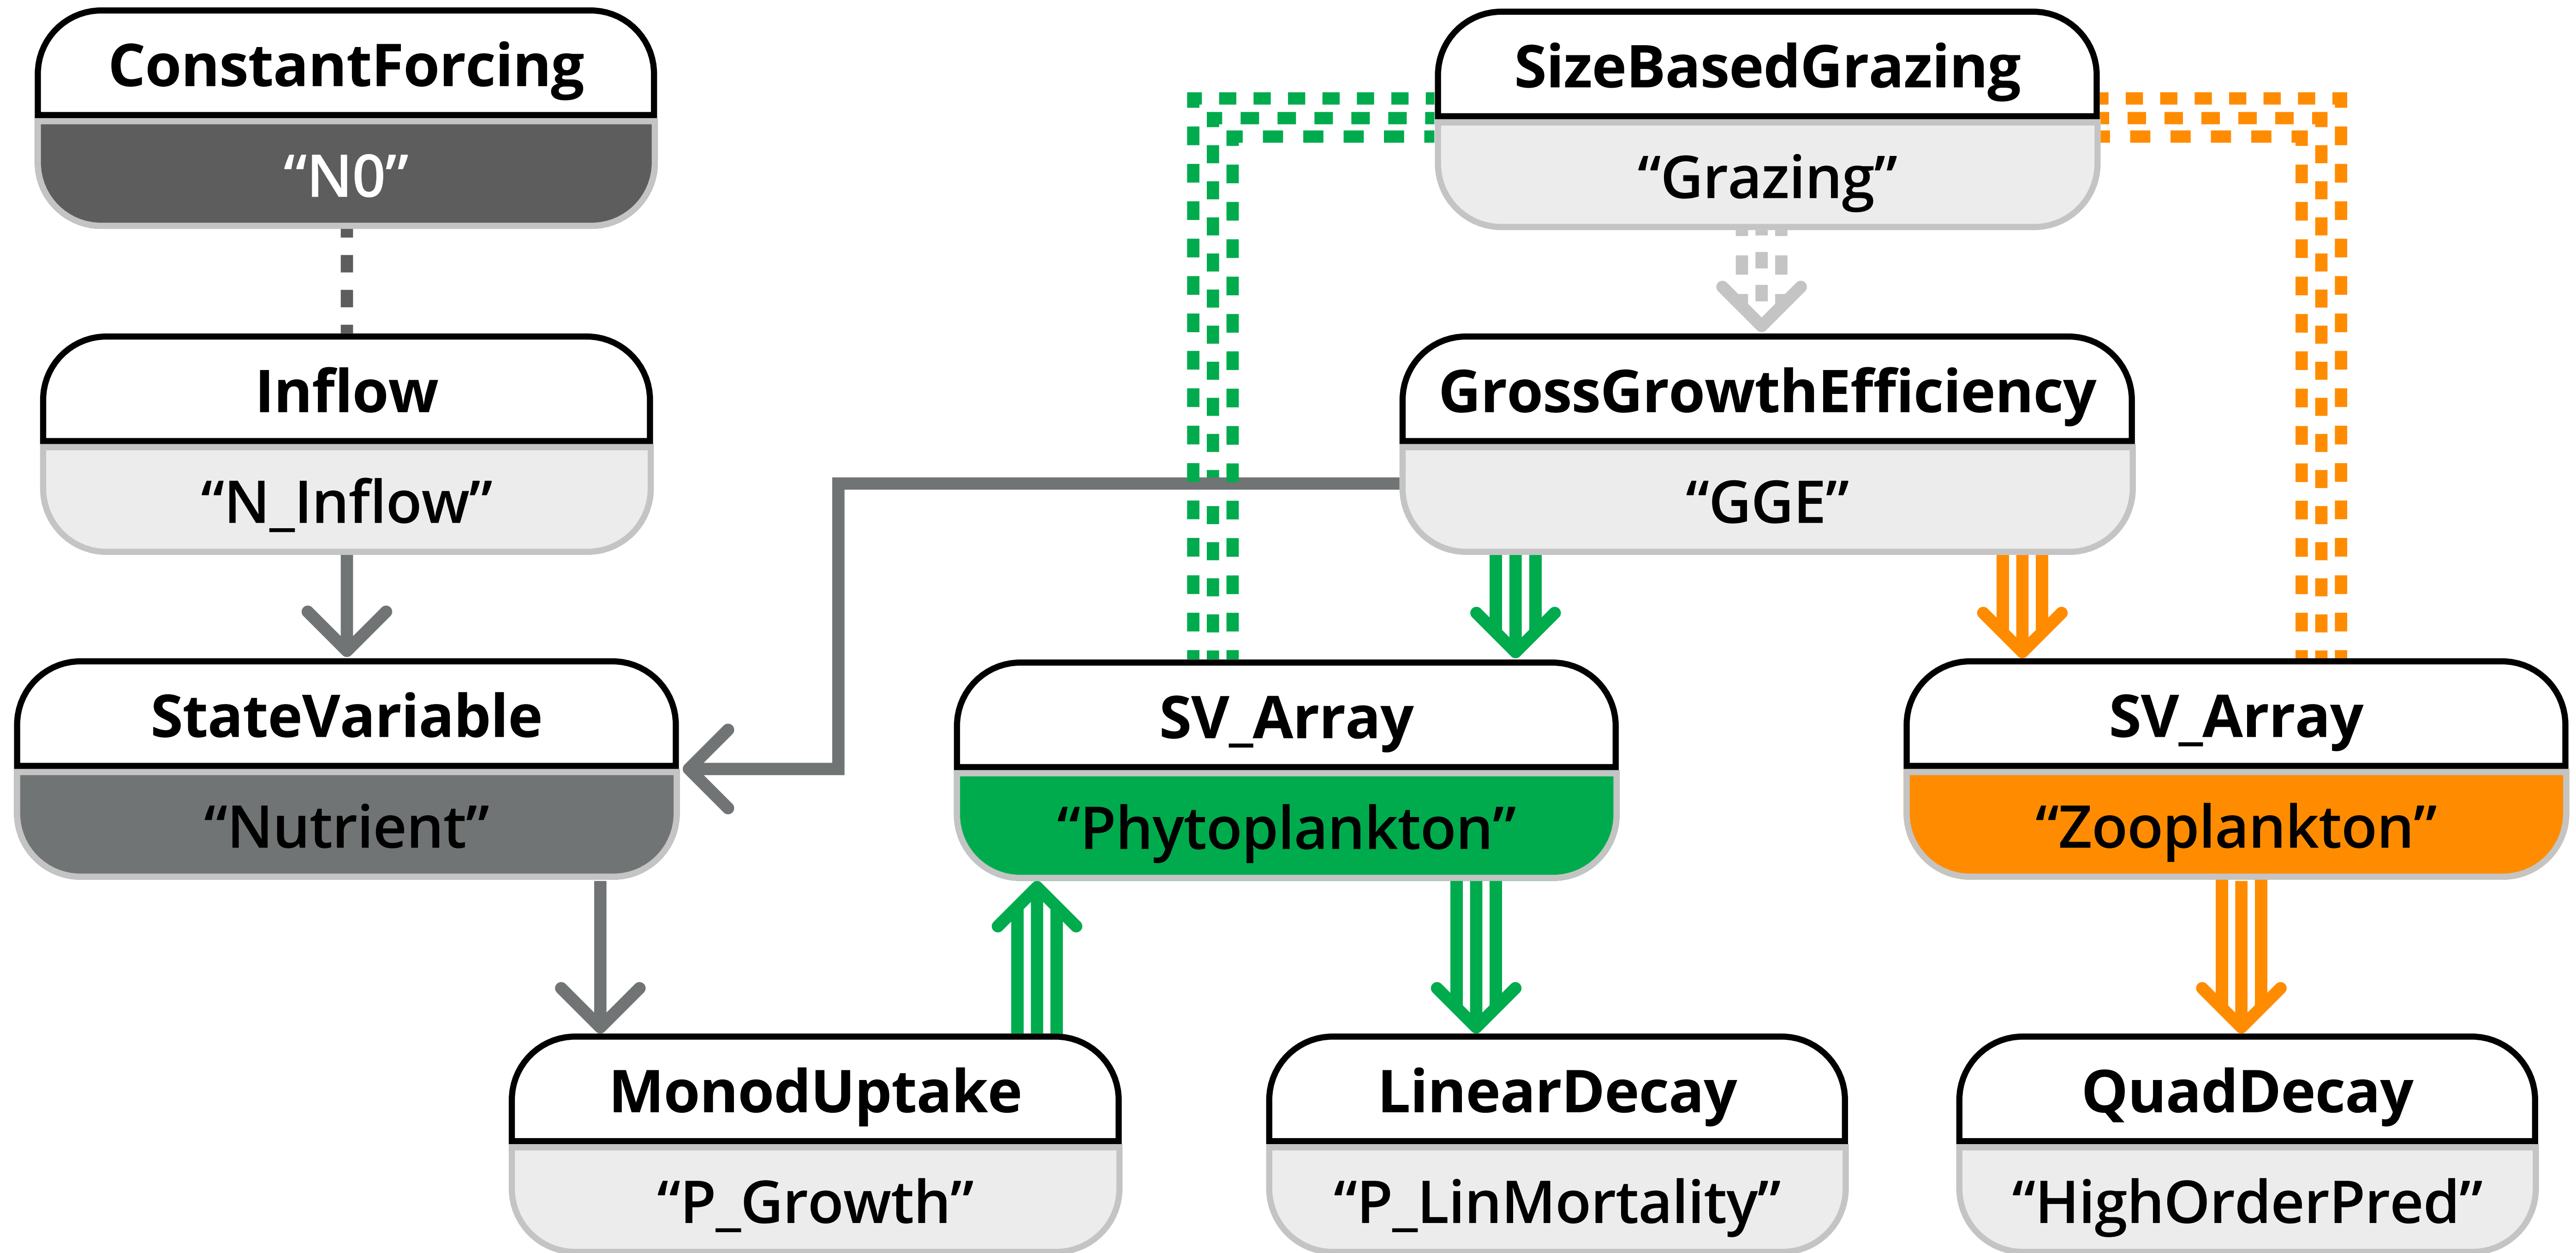 ConstantForcing
“N0”
SizeBasedGrazing
“Grazing”
Inflow
“N_Inflow”
GrossGrowthEfficiency
“GGE”
StateVariable
“Nutrient”
SV_Array
“Phytoplankton”
SV_Array
“Zooplankton”
MonodUptake
“P_Growth”
LinearDecay
“P_LinMortality”
QuadDecay
“HighOrderPred”